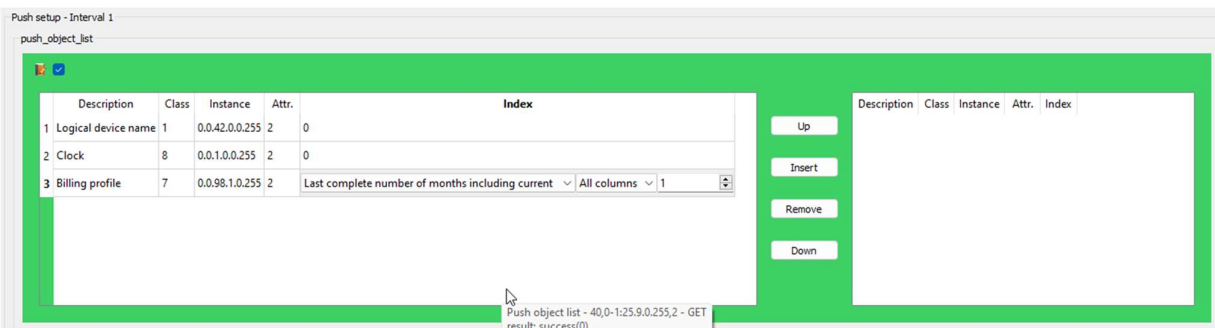 Push setup - Interval 1
push_object_list
Description Class Instance Attr. Index
1 Logical device name 1 0.0.42.0.0.255 2 0
2 Clock 8 0.0.1.0.0.255 2 0
3 Billing profile 7 0.0.98.1.0.255 2 Last complete number of months including current All columns 1
Up
Insert
Remove
Down
Description Class Instance Attr. Index
Push object list - 40,0-1:25.9.0.255,2 - GET
result: success(0)